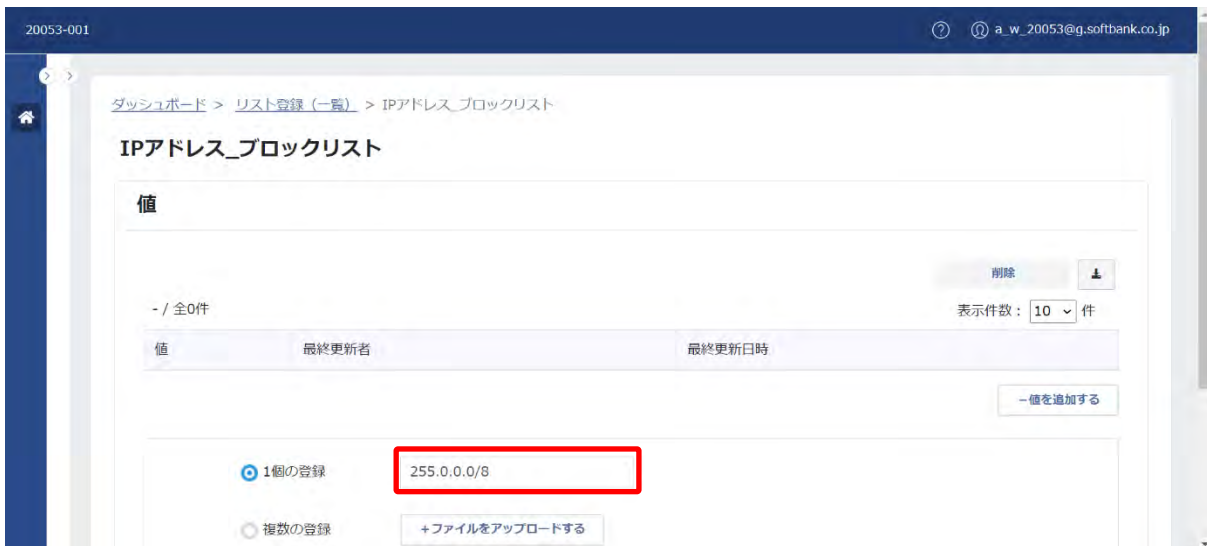 20053-001
a_w_20053@g.softbank.co.jp
ダッシュボード > リスト登録（一覧） > IPアドレス_ブロックリスト
IPアドレス_ブロックリスト
値
削除
- / 全0件
表示件数： 10 件
値 最終更新者 最終更新日時
−値を追加する
1個の登録 255.0.0.0/8
複数の登録 +ファイルをアップロードする